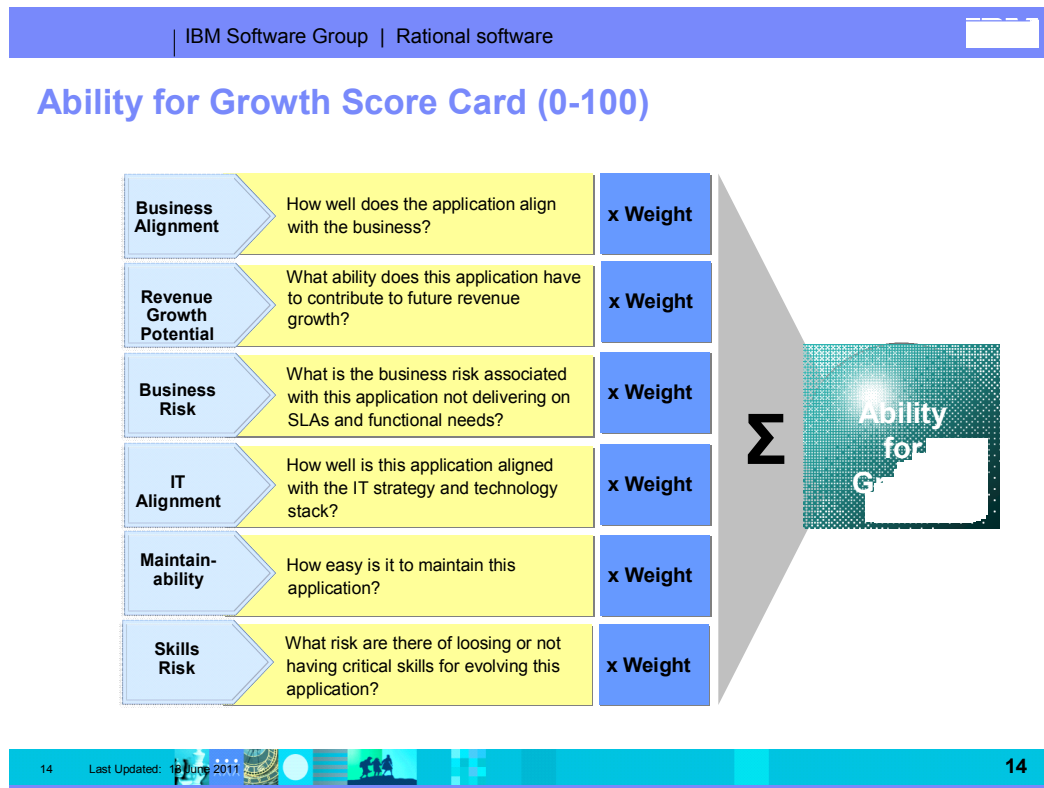 IBM Software Group | Rational software
Ability for Growth Score Card (0-100)
Business
Alignment
How well does the application align
with the business?
x Weight
Revenue
Growth
Potential
What ability does this application have
to contribute to future revenue
growth?
x Weight
Business
Risk
What is the business risk associated
with this application not delivering on
SLAs and functional needs?
x Weight
IT
Alignment
How well is this application aligned
with the IT strategy and technology
stack?
x Weight
Maintain-
ability
How easy is it to maintain this
application?
x Weight
Skills
Risk
What risk are there of loosing or not
having critical skills for evolving this
application?
x Weight
Σ
Ability
for
14 Last Updated: June 2011
14